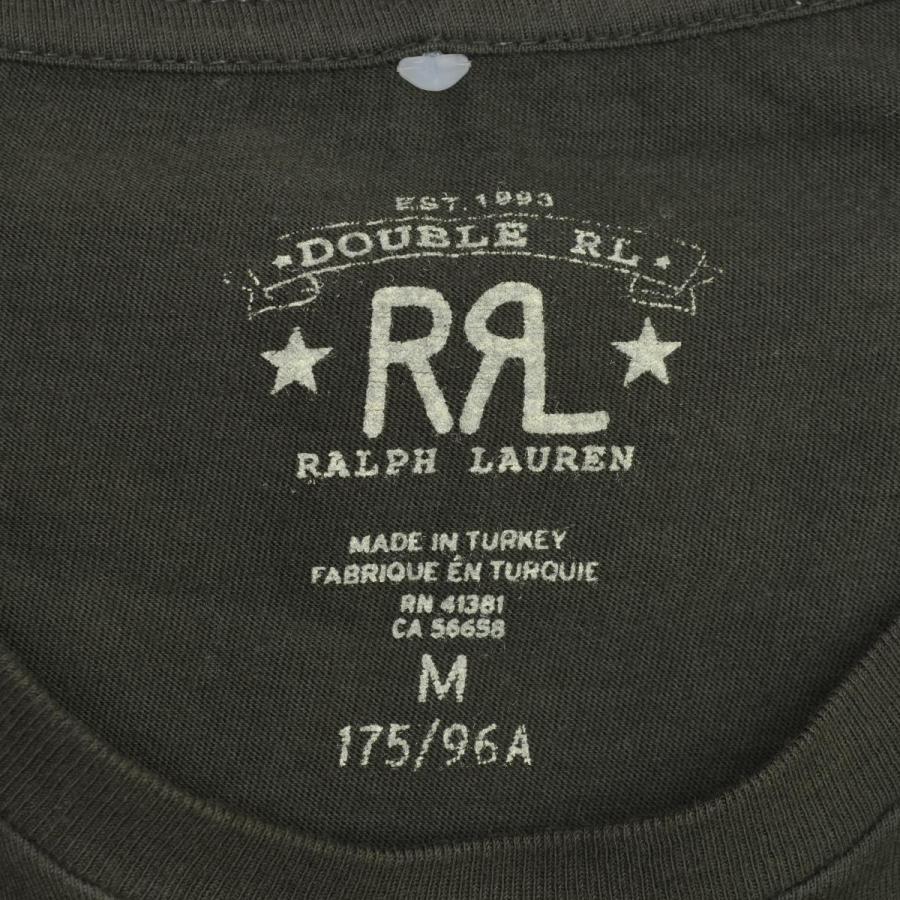 EST. 1993
DOUBLE RL
RRL
RALPH LAUREN
MADE IN TURKEY
FABRIQUE ÉN TURQUIE
RN 41381
CA 56658
M
175/96A